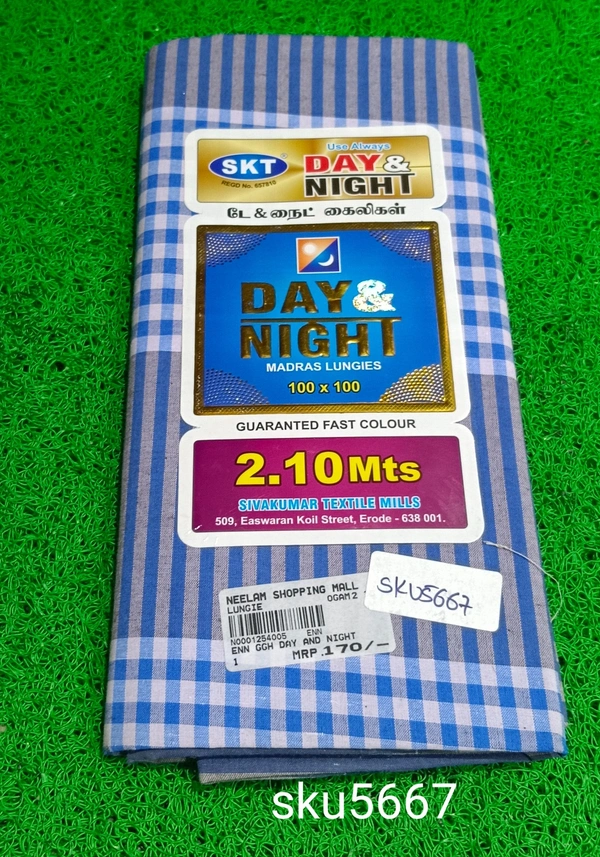 Use Always
SKT®
REGD No. 657810
DAY &
NIGHT
டே & நைட் கைலிகள்
DAY &
NIGHT
MADRAS LUNGIES
100 x 100
GUARANTED FAST COLOUR
2.10 Mts
SIVAKUMAR TEXTILE MILLS
509, Easwaran Koil Street, Erode - 638 001.
NEELAM SHOPPING MALL
LUNGIE OGAM2
N0001254005 ENN
ENN GGH DAY AND NIGHT
1 MRP.170/-
SKU5667
sku5667